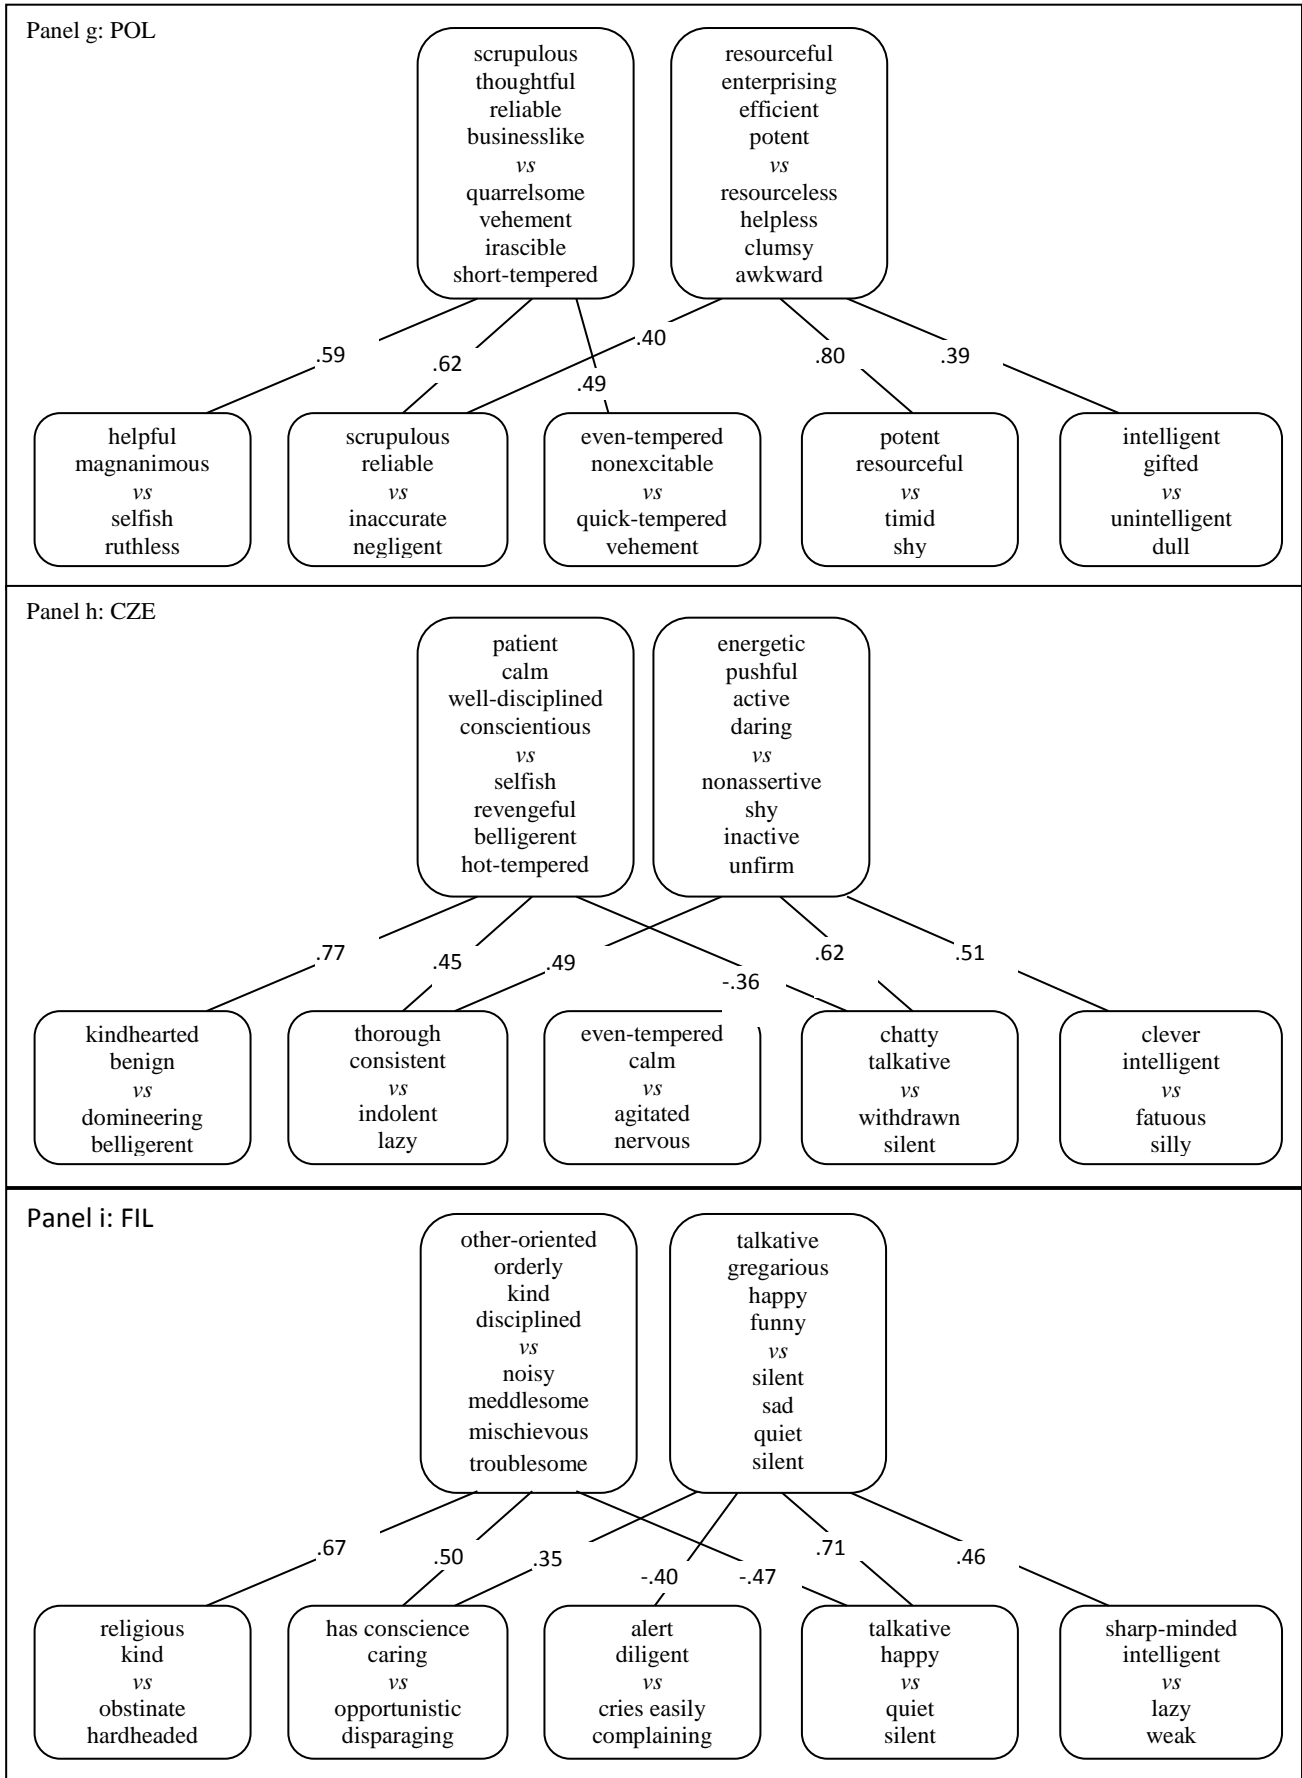 Panel g: POL
scrupulous
thoughtful
reliable
businesslike
vs
quarrelsome
vehement
irascible
short-tempered
resourceful
enterprising
efficient
potent
vs
resourceless
helpless
clumsy
awkward
.59
.62
.49
.40
.80
.39
helpful
magnanimous
vs
selfish
ruthless
scrupulous
reliable
vs
inaccurate
negligent
even-tempered
nonexcitable
vs
quick-tempered
vehement
potent
resourceful
vs
timid
shy
intelligent
gifted
vs
unintelligent
dull
Panel h: CZE
patient
calm
well-disciplined
conscientious
vs
selfish
revengeful
belligerent
hot-tempered
energetic
pushful
active
daring
vs
nonassertive
shy
inactive
unfirm
.77
.45
.49
-.36
.62
.51
kindhearted
benign
vs
domineering
belligerent
thorough
consistent
vs
indolent
lazy
even-tempered
calm
vs
agitated
nervous
chatty
talkative
vs
withdrawn
silent
clever
intelligent
vs
fatuous
silly
Panel i: FIL
other-oriented
orderly
kind
disciplined
vs
noisy
meddlesome
mischievous
troublesome
talkative
gregarious
happy
funny
vs
silent
sad
quiet
silent
.67
.50
.35
-.40
-.47
.71
.46
religious
kind
vs
obstinate
hardheaded
has conscience
caring
vs
opportunistic
disparaging
alert
diligent
vs
cries easily
complaining
talkative
happy
vs
quiet
silent
sharp-minded
intelligent
vs
lazy
weak